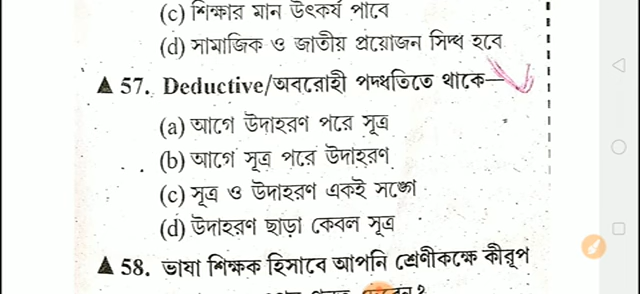 (c) শিক্ষার মান উৎকর্ষ পাবে
(d) সামাজিক ও জাতীয় প্রয়োজন সিদ্ধ হবে
▲ 57. Deductive/অবরোহী পদ্ধতিতে থাকে—
(a) আগে উদাহরণ পরে সূত্র
(b) আগে সূত্র পরে উদাহরণ
(c) সূত্র ও উদাহরণ একই সঙ্গে
(d) উদাহরণ ছাড়া কেবল সূত্র
▲ 58. ভাষা শিক্ষক হিসাবে আপনি শ্রেণীকক্ষে কীরূপ